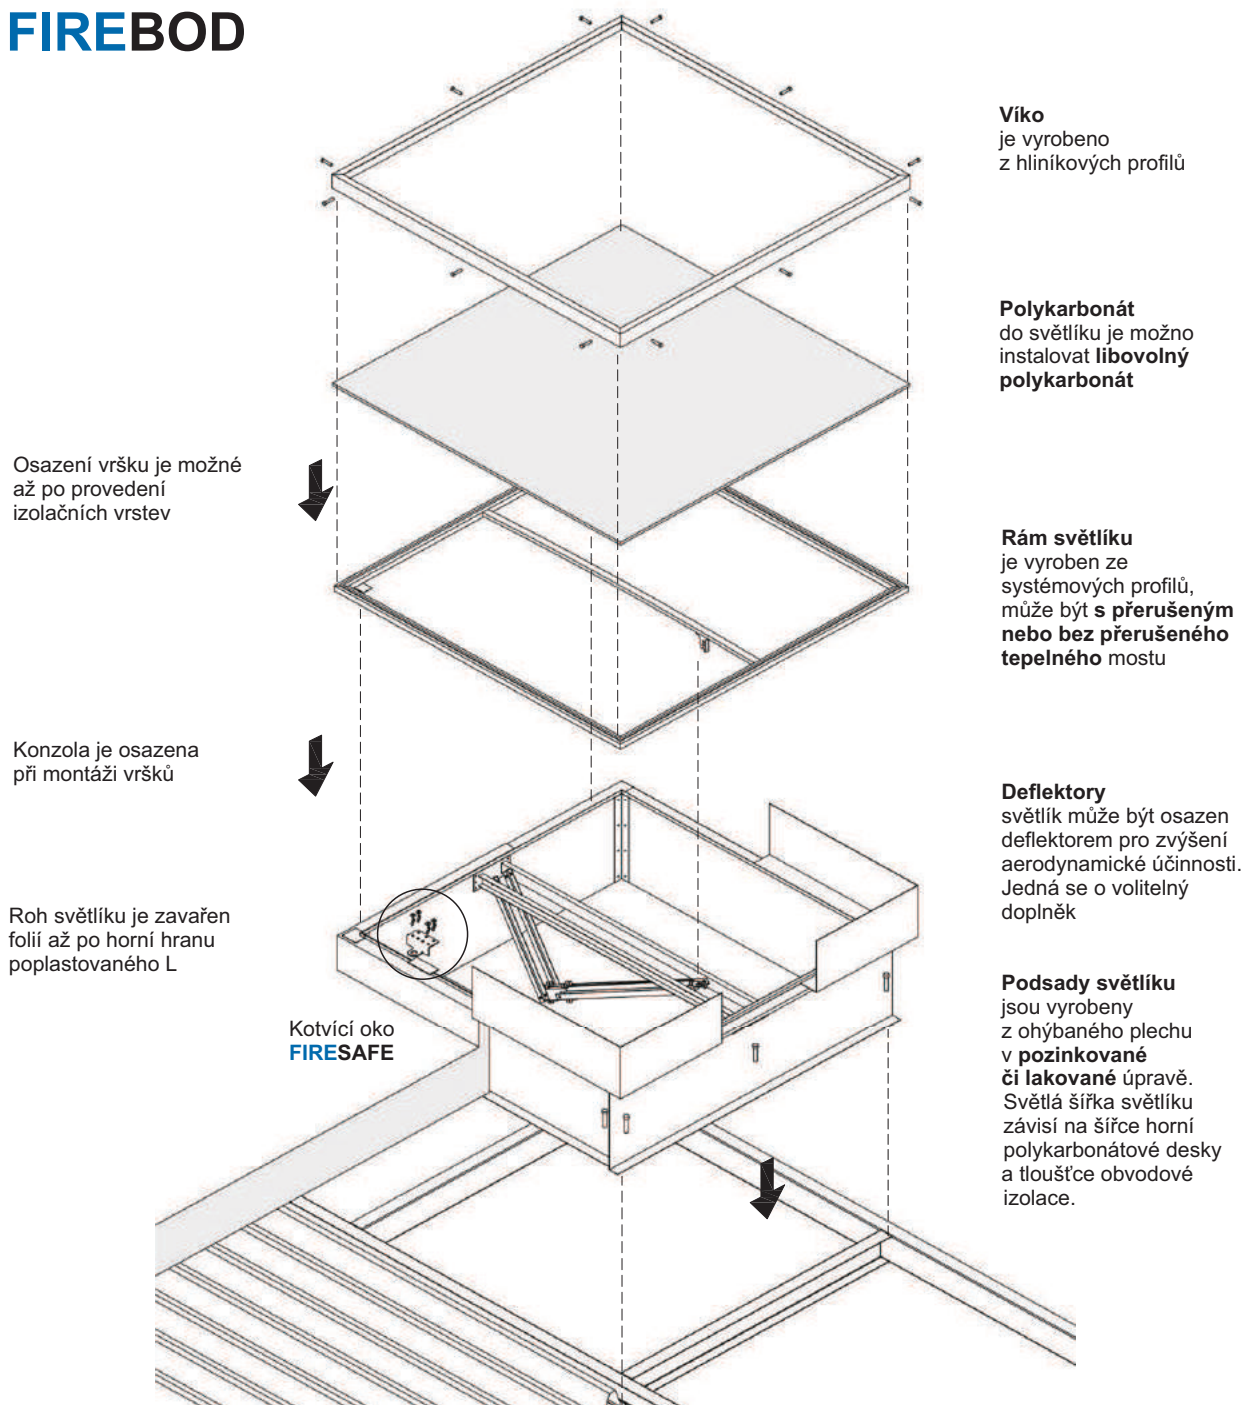 FIREBOD
Víko
je vyrobeno
z hliníkových profilů
Polykarbonát
do světlíku je možno
instalovat libovolný
polykarbonát
Osazení vršku je možné
až po provedení
izolačních vrstev
Rám světlíku
je vyroben ze
systémových profilů,
může být s přerušeným
nebo bez přerušeného
tepelného mostu
Konzola je osazena
při montáži vršků
Deflektory
světlík může být osazen
deflektorem pro zvýšení
aerodynamické účinnosti.
Jedná se o volitelný
doplněk
Roh světlíku je zavařen
folií až po horní hranu
poplastovaného L
Kotvící oko
FIRESAFE
Podsady světlíku
jsou vyrobeny
z ohýbaného plechu
v pozinkované
či lakované úpravě.
Světlá šířka světlíku
závisí na šířce horní
polykarbonátové desky
a tloušťce obvodové
izolace.